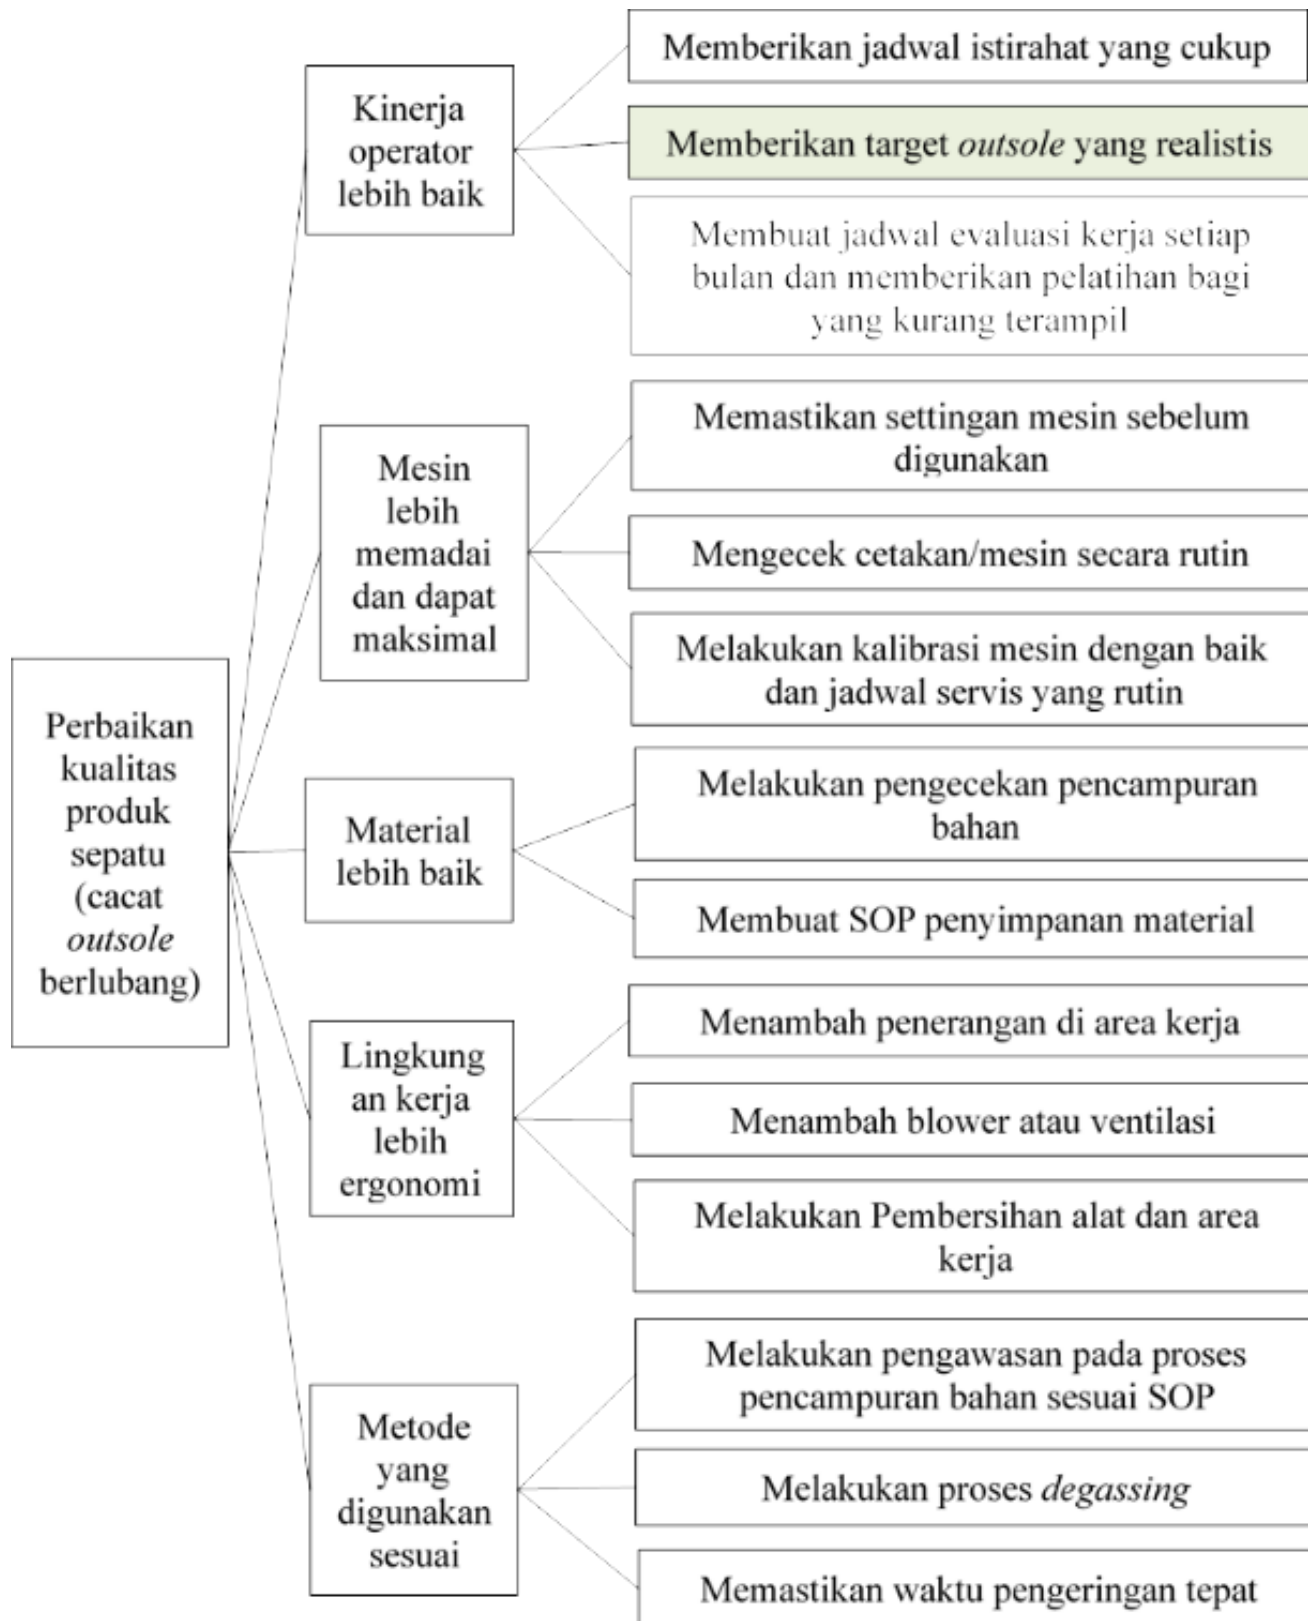 Perbaikan
kualitas
produk
sepatu
(cacat
outsole
berlubang)
Kinerja
operator
lebih baik
Memberikan jadwal istirahat yang cukup
Memberikan target outsole yang realistis
Membuat jadwal evaluasi kerja setiap
bulan dan memberikan pelatihan bagi
yang kurang terampil
Mesin
lebih
memadai
dan dapat
maksimal
Memastikan settingan mesin sebelum
digunakan
Mengecek cetakan/mesin secara rutin
Melakukan kalibrasi mesin dengan baik
dan jadwal servis yang rutin
Material
lebih baik
Melakukan pengecekan pencampuran
bahan
Membuat SOP penyimpanan material
Lingkung
an kerja
lebih
ergonomi
Menambah penerangan di area kerja
Menambah blower atau ventilasi
Melakukan Pembersihan alat dan area
kerja
Metode
yang
digunakan
sesuai
Melakukan pengawasan pada proses
pencampuran bahan sesuai SOP
Melakukan proses degassing
Memastikan waktu pengeringan tepat